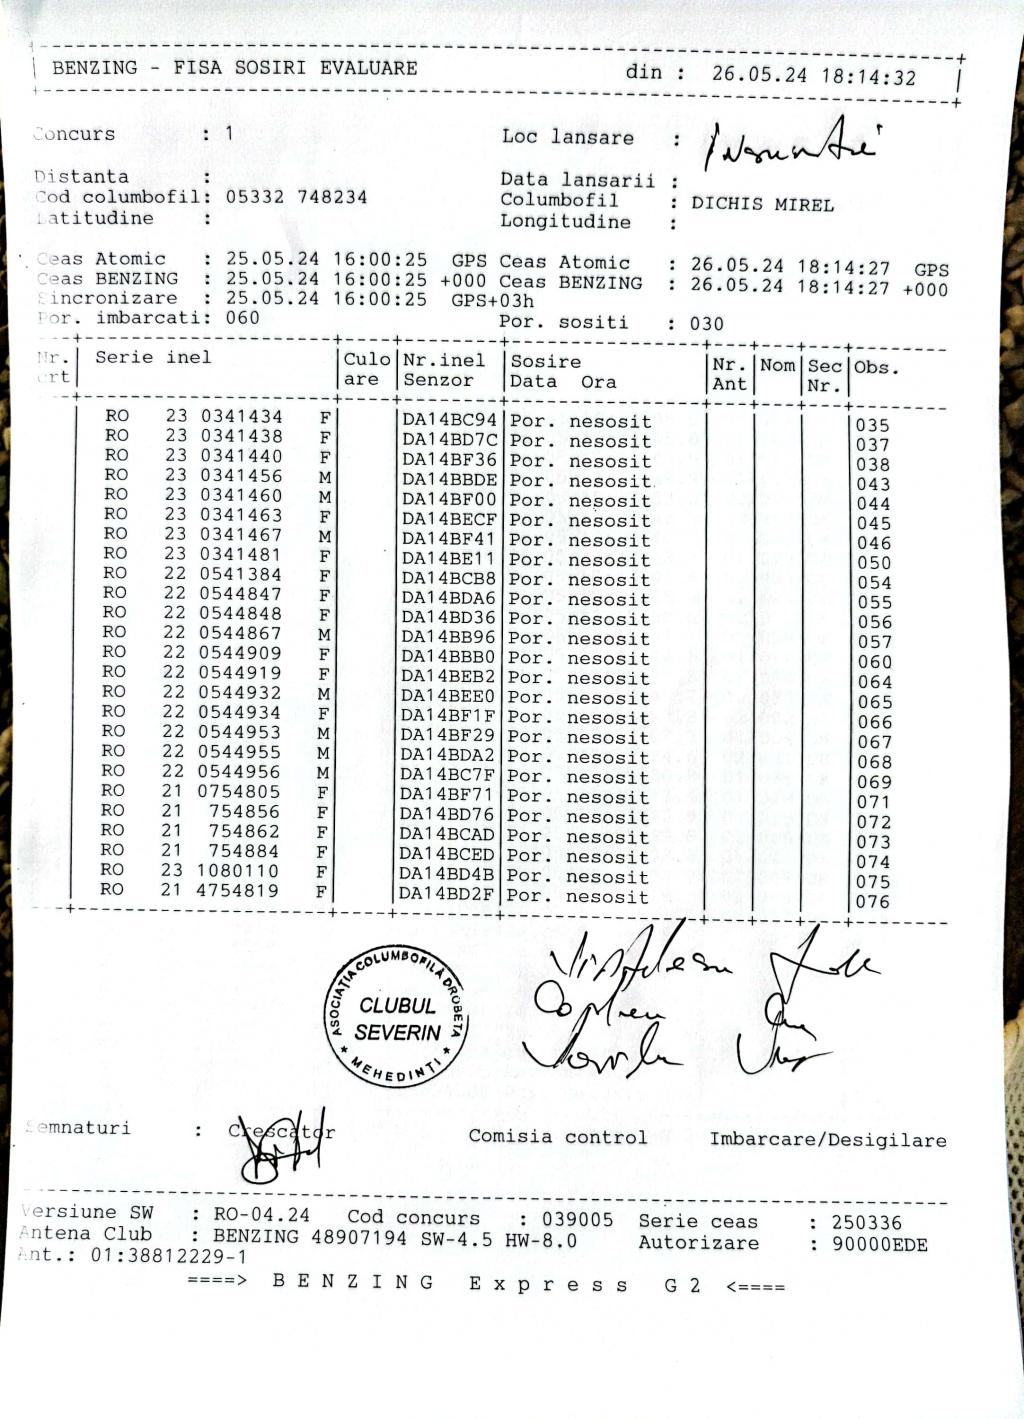 BENZING - FISA SOSIRI EVALUARE din : 26.05.24 18:14:32
Concurs : 1 Loc lansare :
Distanta : Data lansarii :
Cod columbofil: 05332 748234 Columbofil : DICHIS MIREL
Latitudine : Longitudine :
Ceas Atomic : 25.05.24 16:00:25 GPS Ceas Atomic : 26.05.24 18:14:27 GPS
Ceas BENZING : 25.05.24 16:00:25 +000 Ceas BENZING : 26.05.24 18:14:27 +000
Sincronizare : 25.05.24 16:00:25 GPS+03h
Por. imbarcati: 060 Por. sositi : 030
Nr. Serie inel Culo Nr.inel Sosire Nr. Nom Sec Obs.
crt are Senzor Data Ora Ant Nr.
RO 23 0341434 F DA14BC94 Por. nesosit 035
RO 23 0341438 F DA14BD7C Por. nesosit 037
RO 23 0341440 F DA14BF36 Por. nesosit 038
RO 23 0341456 M DA14BBDE Por. nesosit 043
RO 23 0341460 M DA14BF00 Por. nesosit 044
RO 23 0341463 F DA14BECF Por. nesosit 045
RO 23 0341467 M DA14BF41 Por. nesosit 046
RO 23 0341481 F DA14BE11 Por. nesosit 050
RO 22 0541384 F DA14BCB8 Por. nesosit 054
RO 22 0544847 F DA14BDA6 Por. nesosit 055
RO 22 0544848 F DA14BD36 Por. nesosit 056
RO 22 0544867 M DA14BB96 Por. nesosit 057
RO 22 0544909 F DA14BBB0 Por. nesosit 060
RO 22 0544919 F DA14BEB2 Por. nesosit 064
RO 22 0544932 M DA14BEE0 Por. nesosit 065
RO 22 0544934 F DA14BF1F Por. nesosit 066
RO 22 0544953 M DA14BF29 Por. nesosit 067
RO 22 0544955 M DA14BDA2 Por. nesosit 068
RO 22 0544956 M DA14BC7F Por. nesosit 069
RO 21 0754805 F DA14BF71 Por. nesosit 071
RO 21 754856 F DA14BD76 Por. nesosit 072
RO 21 754862 F DA14BCAD Por. nesosit 073
RO 21 754884 F DA14BCED Por. nesosit 074
RO 23 1080110 F DA14BD4B Por. nesosit 075
RO 21 4754819 F DA14BD2F Por. nesosit 076
ASOCIAȚIA COLUMBOFILĂ DROBETA
CLUBUL
SEVERIN
* MEHEDINTI *
Semnaturi : Crescator Comisia control Imbarcare/Desigilare
Versiune SW : RO-04.24 Cod concurs : 039005 Serie ceas : 250336
Antena Club : BENZING 48907194 SW-4.5 HW-8.0 Autorizare : 90000EDE
Ant.: 01:38812229-1
====> B E N Z I N G E x p r e s s G 2 <====